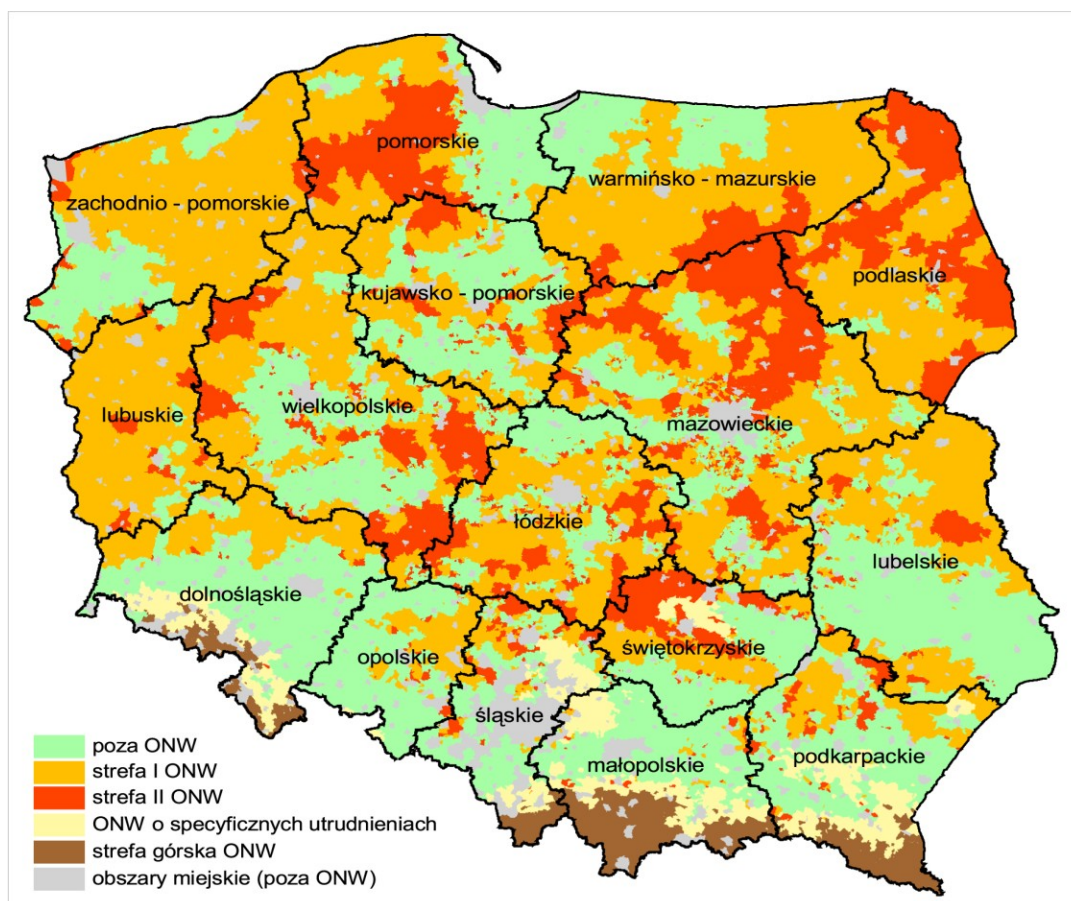 pomorskie
warmińsko - mazurskie
zachodnio - pomorskie
podlaskie
kujawsko - pomorskie
lubuskie
wielkopolskie
mazowieckie
łódzkie
lubelskie
dolnośląskie
opolskie
świętokrzyskie
śląskie
małopolskie
podkarpackie
poza ONW
strefa I ONW
strefa II ONW
ONW o specyficznych utrudnieniach
strefa górska ONW
obszary miejskie (poza ONW)